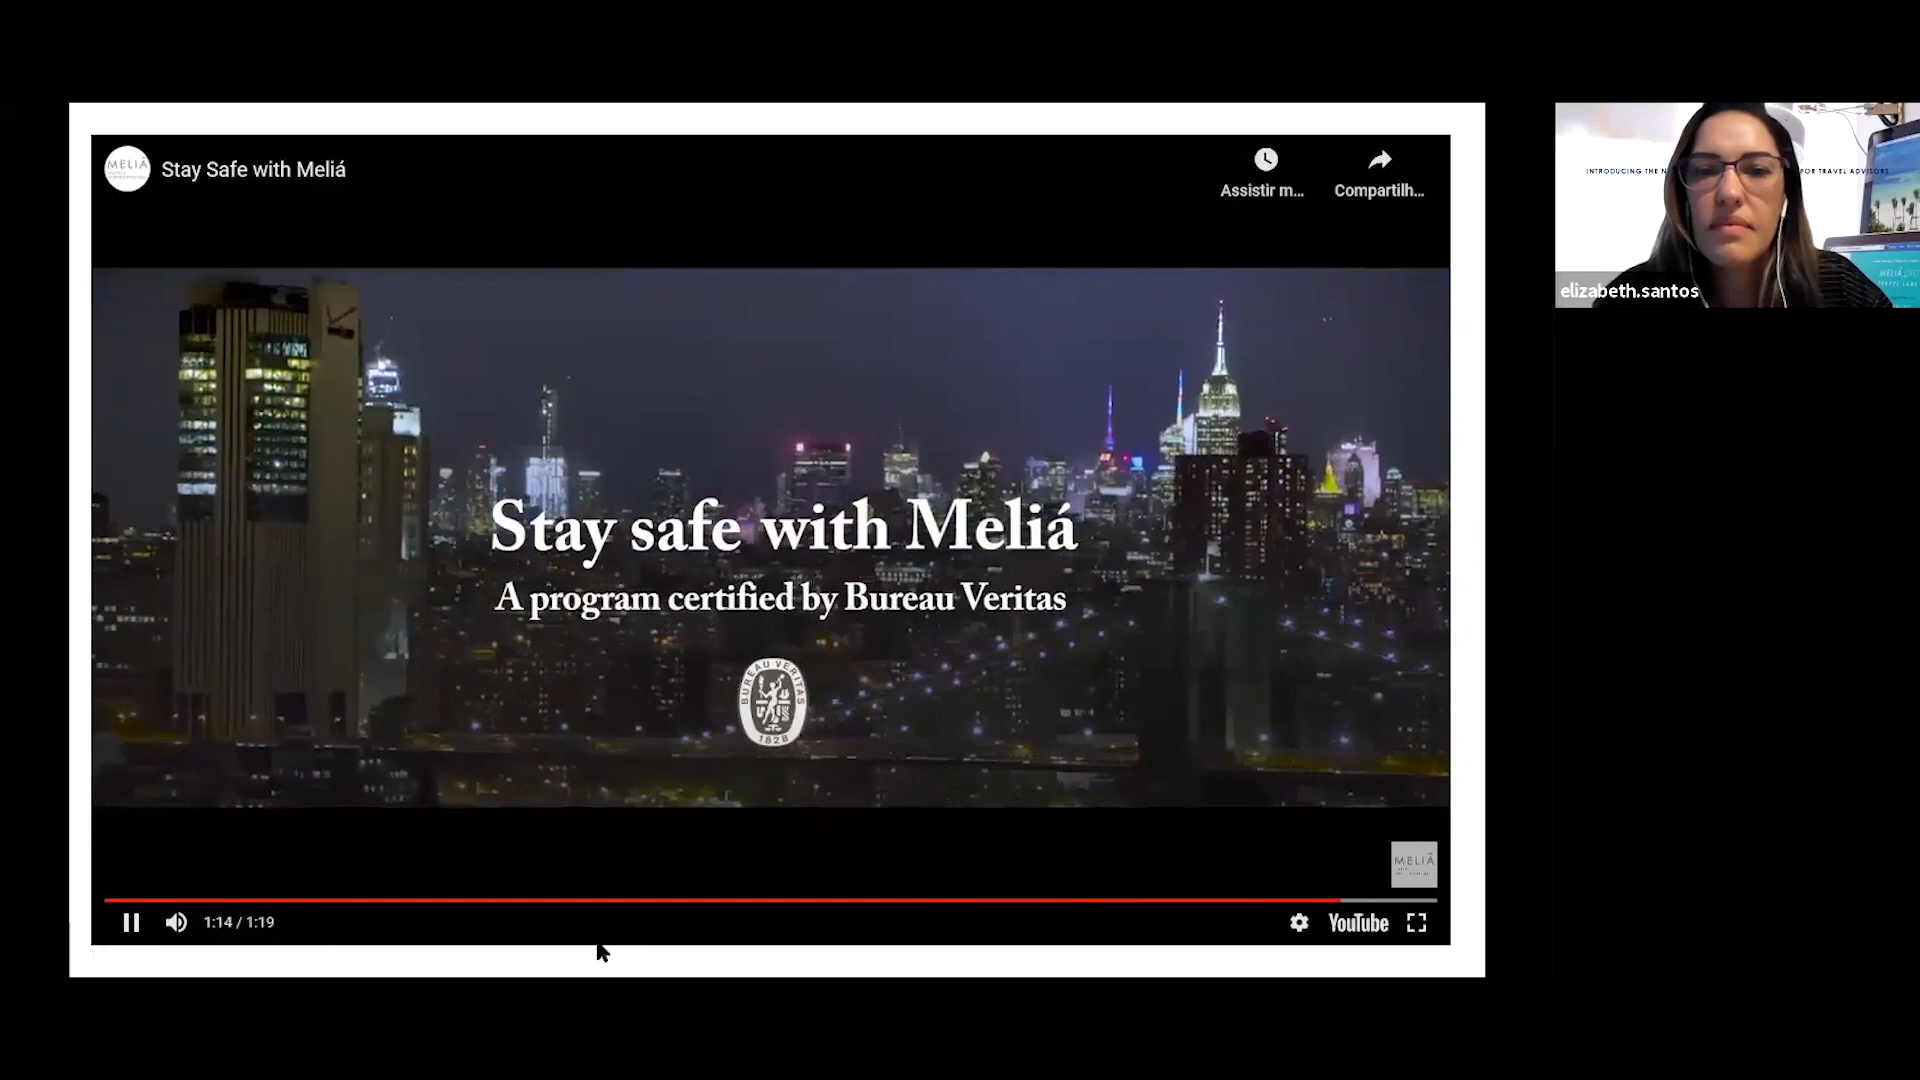 MELIÁ
Stay Safe with Meliá
Assistir m...
Compartilh...
INTRODUCING THE N
FOR TRAVEL ADVISORS
MELIÁ
elizabeth.santos
Stay safe with Meliá
A program certified by Bureau Veritas
BUREAU VERITAS
1828
MELIÁ
1:14 / 1:19
YouTube